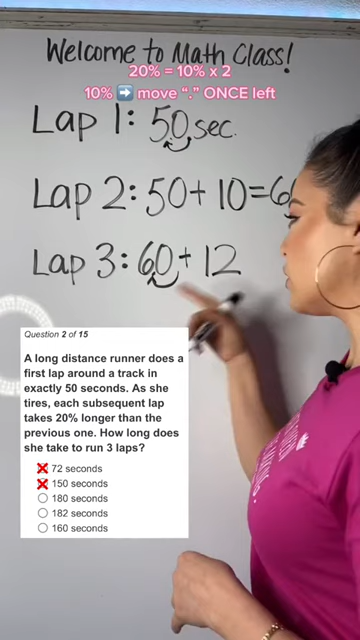 Welcome to Math Class!
20% = 10% x 2
10% ➡️ move “.” ONCE left
Lap 1: 50. sec.
Lap 2: 50 + 10 = 6
Lap 3: 60 + 12
Question 2 of 15
A long distance runner does a
first lap around a track in
exactly 50 seconds. As she
tires, each subsequent lap
takes 20% longer than the
previous one. How long does
she take to run 3 laps?
72 seconds
150 seconds
180 seconds
182 seconds
160 seconds